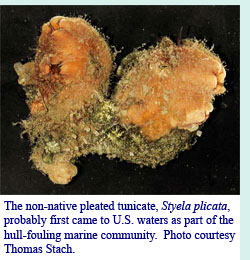 The non-native pleated tunicate, Styela plicata,
probably first came to U.S. waters as part of the
hull-fouling marine community.  Photo courtesy
Thomas Stach.